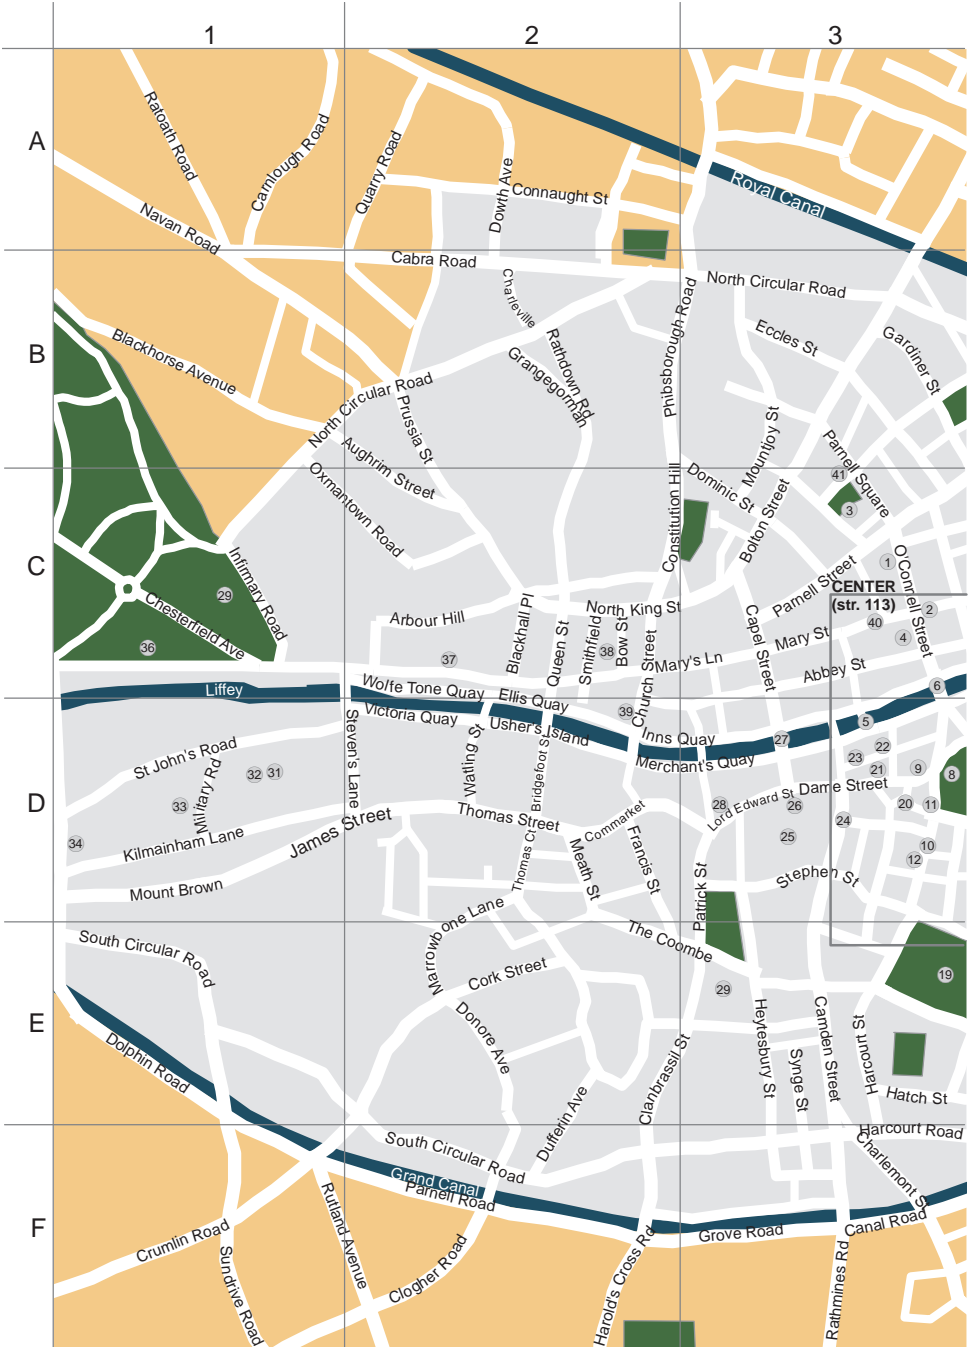 1
2
3
A
Ratoath Road
Carnlough Road
Quarry Road
Dowth Ave
Connaught St
Royal Canal
Navan Road
Cabra Road
North Circular Road
B
Charleville
Rathdown Rd
Grangegorman
Phibsborough Road
Eccles St
Gardiner St
Blackhorse Avenue
North Circular Road
Prussia St
Aughrim Street
Mountjoy St
Parnell Square
41
3
Oxmantown Road
Constitution Hill
Dominic St
Bolton Street
C
1
O'Connell Street
Infirmary Road
29
Chesterfield Ave
36
Arbour Hill
37
Blackhall Pl
Queen St
North King St
Smithfield
38
Bow St
Church Street
Mary's Ln
Capel Street
Parnell Street
CENTER
(str. 113)
2
40
4
Mary St
Abbey St
6
Liffey
Wolfe Tone Quay
Ellis Quay
39
Victoria Quay
Usher's Island
Inns Quay
27
5
Merchant's Quay
D
St John's Road
Steven's Lane
Watling St
Bridgefoot St
22
23
21
9
8
32
31
33
Military Rd
34
Kilmainham Lane
James Street
Thomas Street
Commarket
28
Lord Edward St
26
Dame Street
20
11
24
25
10
12
Thomas Ct
Meath St
Francis St
Patrick St
Stephen St
Mount Brown
Marrowbone Lane
The Coombe
South Circular Road
Cork Street
29
19
E
Donore Ave
Dolphin Road
Clanbrassil St
Heytesbury St
Synge St
Camden Street
Harcourt St
Hatch St
Dufferin Ave
Harcourt Road
Charlemont St
South Circular Road
Grand Canal
Parnell Road
F
Crumlin Road
Sundrive Road
Rutland Avenue
Clogher Road
Harold's Cross Rd
Grove Road
Rathmines Rd
Canal Road